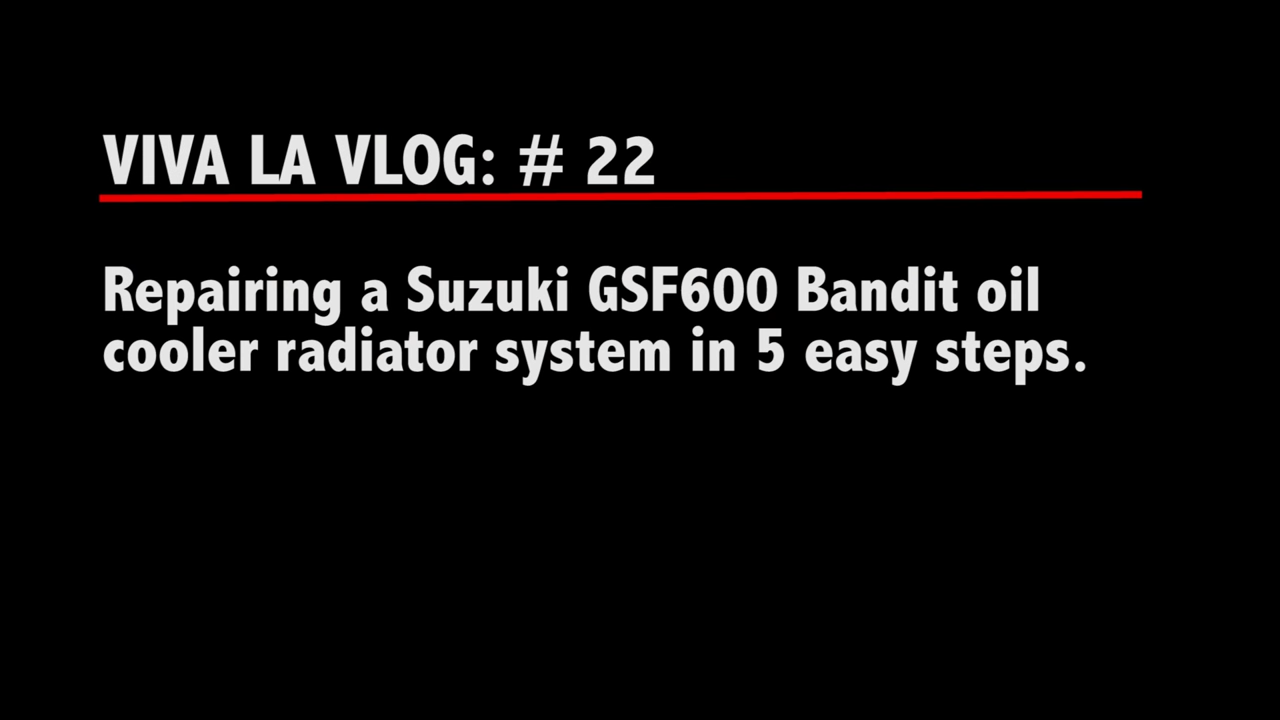 VIVA LA VLOG: # 22
Repairing a Suzuki GSF600 Bandit oil
cooler radiator system in 5 easy steps.